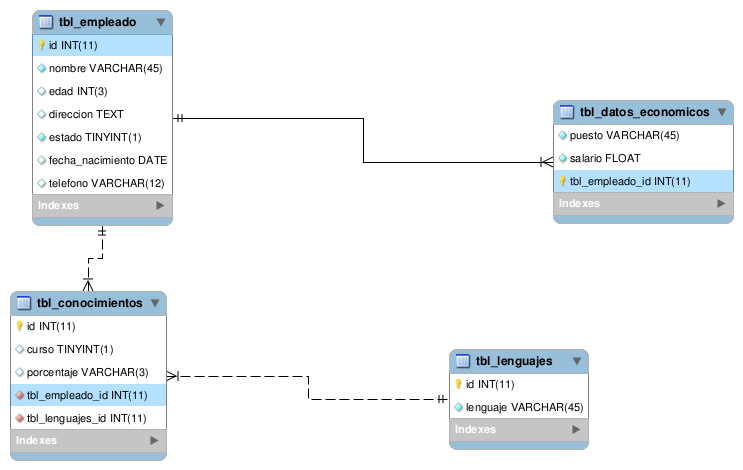 tbl_empleado
id INT(11)
nombre VARCHAR(45)
edad INT(3)
direccion TEXT
estado TINYINT(1)
fecha_nacimiento DATE
telefono VARCHAR(12)
Indexes
tbl_datos_economicos
puesto VARCHAR(45)
salario FLOAT
tbl_empleado_id INT(11)
Indexes
tbl_conocimientos
id INT(11)
curso TINYINT(1)
porcentaje VARCHAR(3)
tbl_empleado_id INT(11)
tbl_lenguajes_id INT(11)
Indexes
tbl_lenguajes
id INT(11)
lenguaje VARCHAR(45)
Indexes